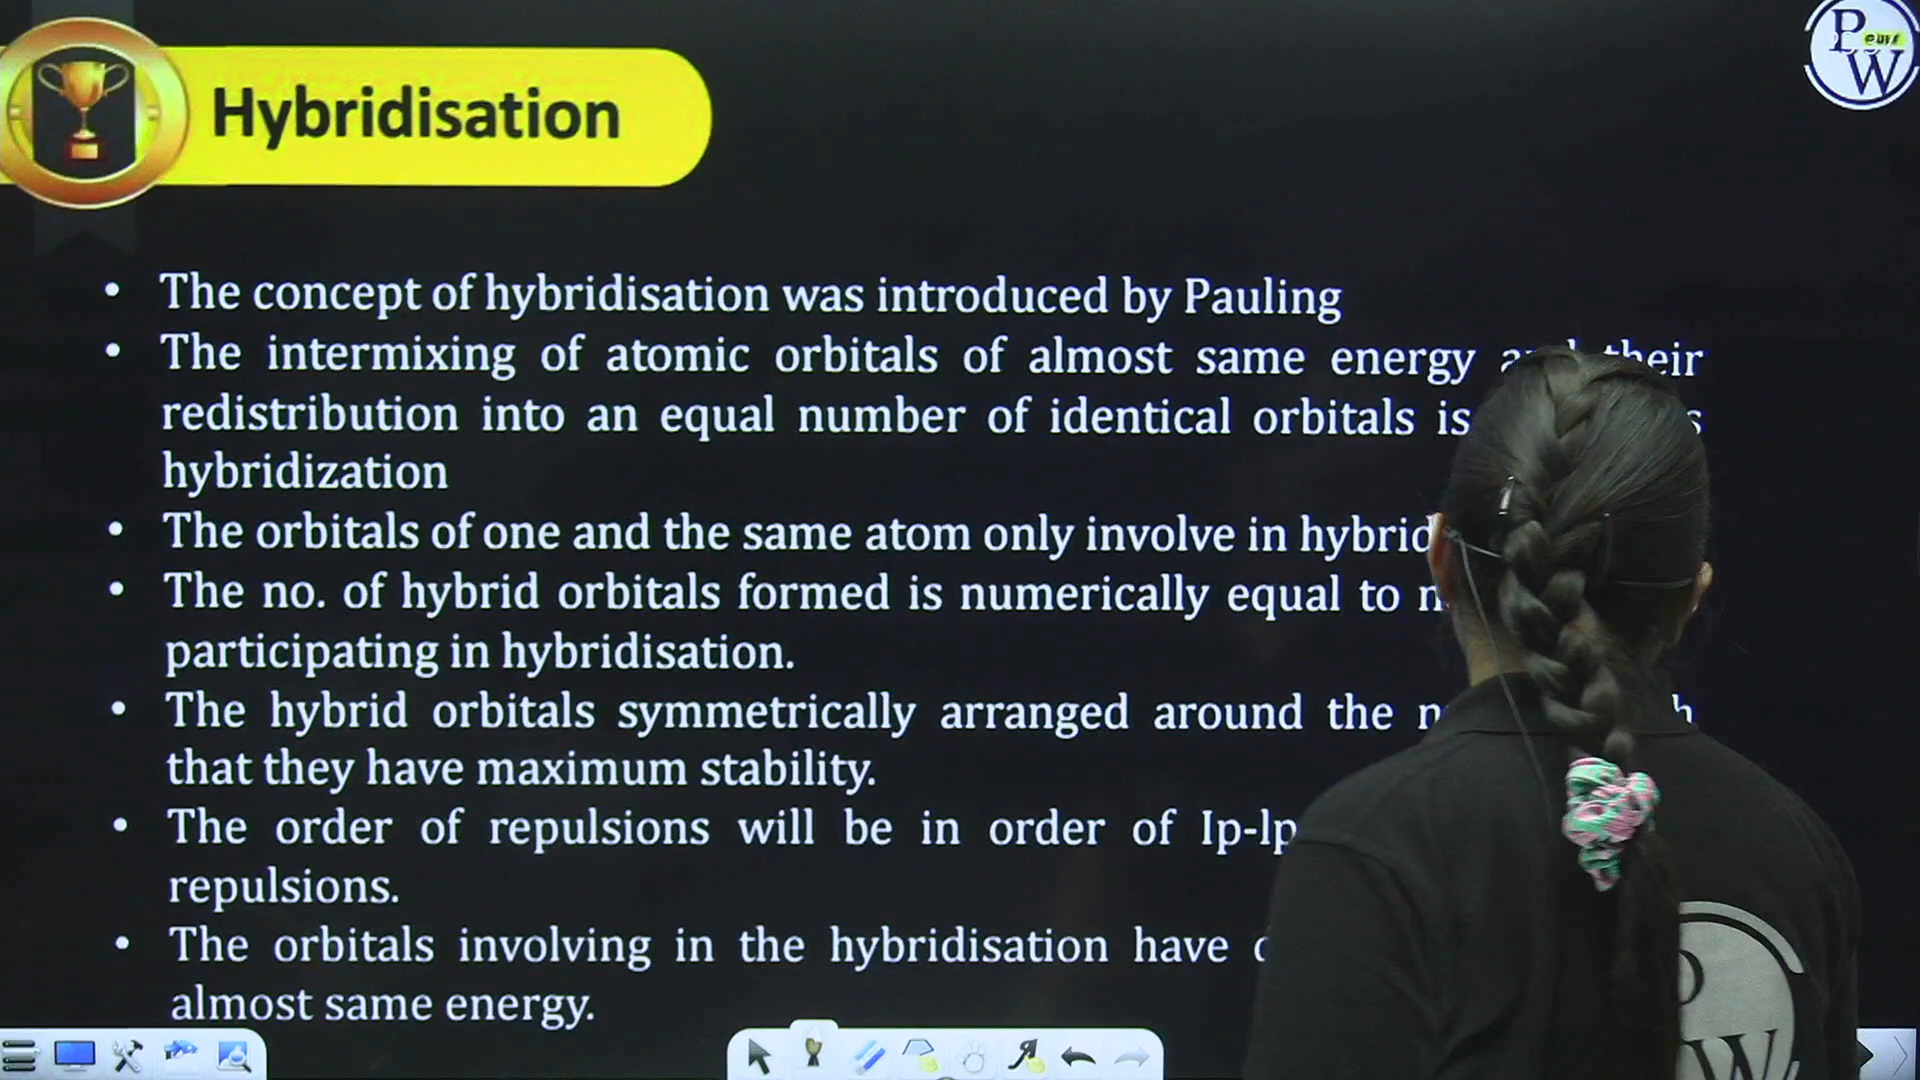 Hybridisation
P
W
• The concept of hybridisation was introduced by Pauling
• The intermixing of atomic orbitals of almost same energy their
redistribution into an equal number of identical orbitals is
hybridization
• The orbitals of one and the same atom only involve in hybrid
• The no. of hybrid orbitals formed is numerically equal to
participating in hybridisation.
• The hybrid orbitals symmetrically arranged around the
that they have maximum stability.
• The order of repulsions will be in order of Ip-lp
repulsions.
• The orbitals involving in the hybridisation have
almost same energy.
P
W